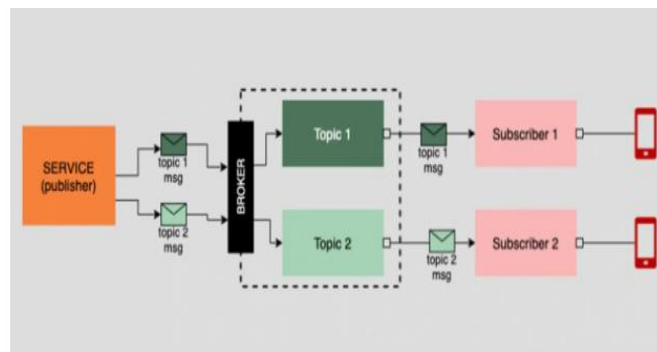 SERVICE
(publisher)
topic 1
msg
topic 2
msg
BROKER
Topic 1
Topic 2
topic 1
msg
topic 2
msg
Subscriber 1
Subscriber 2